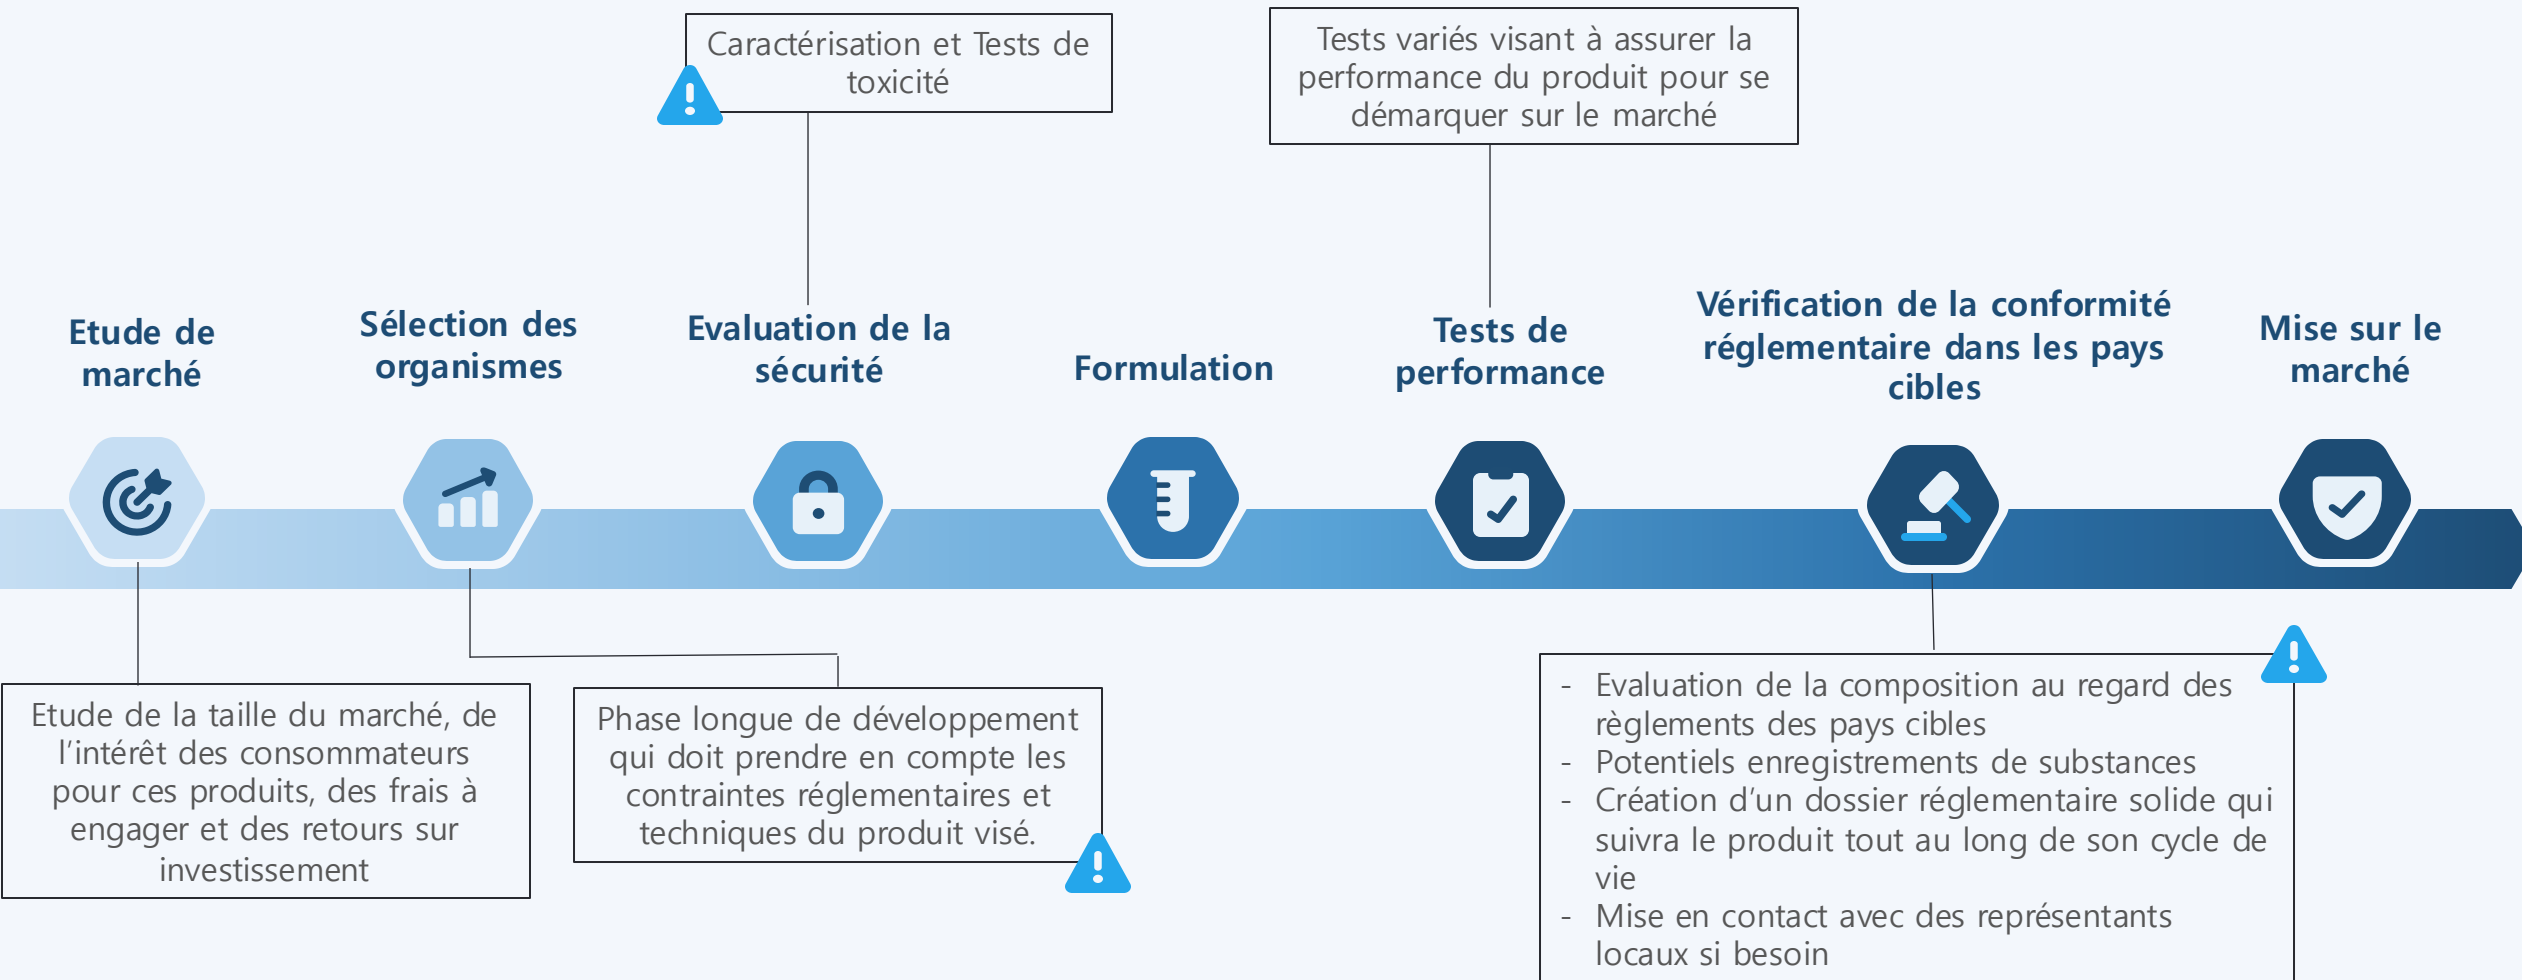 Caractérisation et Tests de
toxicité
Tests variés visant à assurer la
performance du produit pour se
démarquer sur le marché
Etude de
marché
Sélection des
organismes
Evaluation de la
sécurité
Formulation
Tests de
performance
Vérification de la conformité
réglementaire dans les pays
cibles
Mise sur le
marché
Etude de la taille du marché, de
l’intérêt des consommateurs
pour ces produits, des frais à
engager et des retours sur
investissement
Phase longue de développement
qui doit prendre en compte les
contraintes réglementaires et
techniques du produit visé.
- Evaluation de la composition au regard des
règlements des pays cibles
- Potentiels enregistrements de substances
- Création d’un dossier réglementaire solide qui
suivra le produit tout au long de son cycle de
vie
- Mise en contact avec des représentants
locaux si besoin